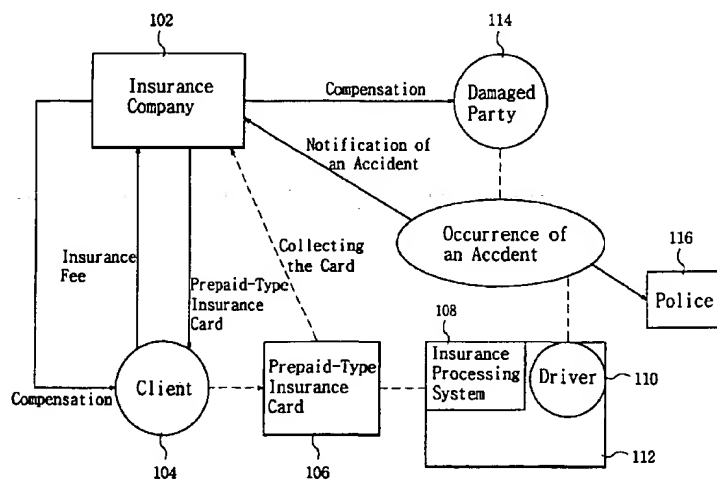 102
114
Insurance
Company
Compensation
Damaged
Party
Notification of
an Accident
Occurrence of
an Accdent
116
Police
Collecting
the Card
Insurance
Fee
Prepaid-Type
Insurance
Card
108
Insurance
Processing
System
Driver
110
Prepaid-Type
Insurance
Card
Client
Compensation
104
106
112